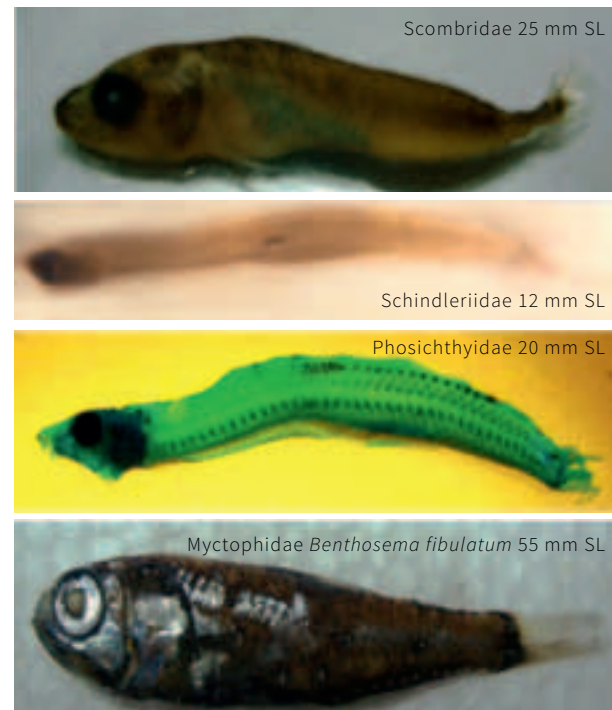 Scombridae 25 mm SL
Schindleriidae 12 mm SL
Phosichthyidae 20 mm SL
Myctophidae Benthosema fibulatum 55 mm SL